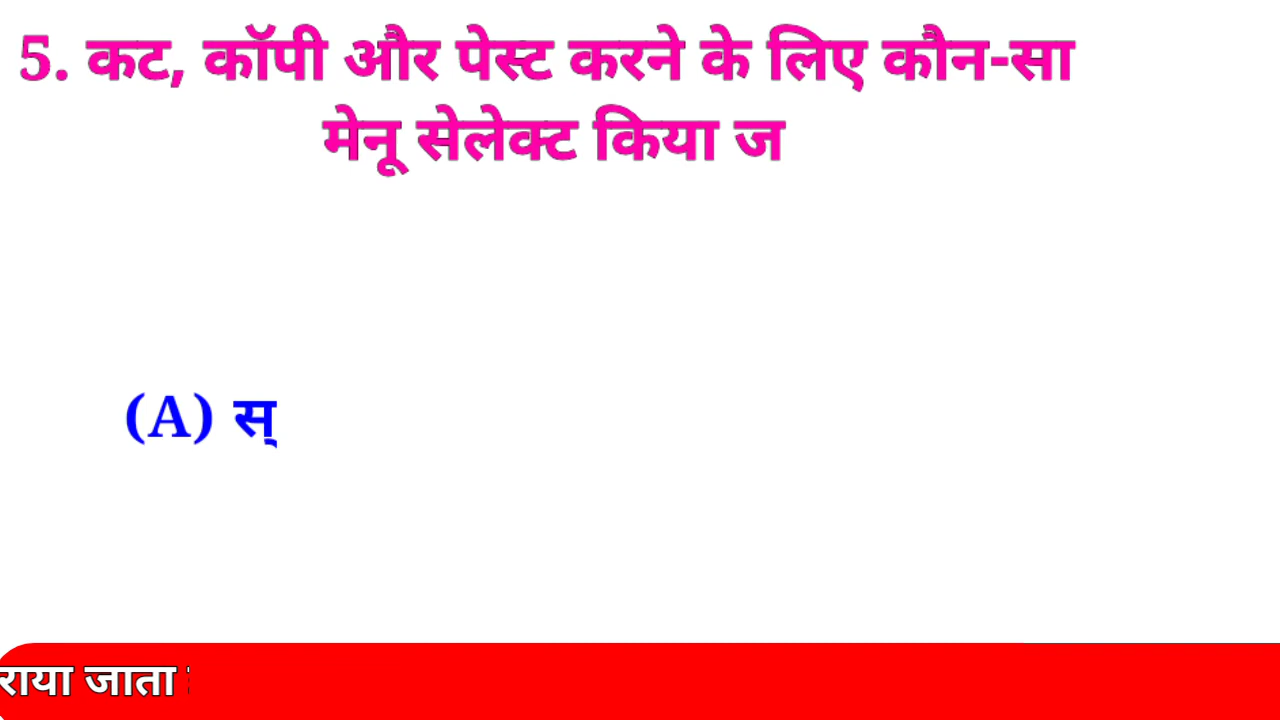 5. कट, कॉपी और पेस्ट करने के लिए कौन-सा
मेनू सेलेक्ट किया ज
(A) स्
राया जाता